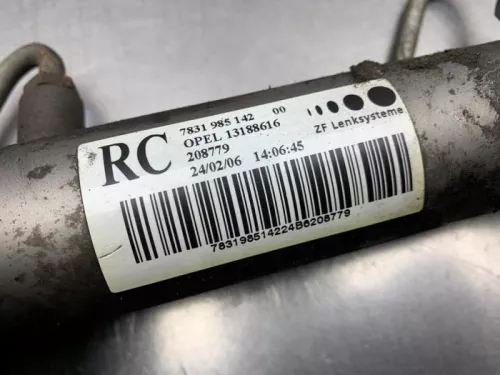 RC
7831 985 142 00
OPEL 13188616
208779
24/02/06 14:06:45
ZF Lenksysteme
783198514224B6208779